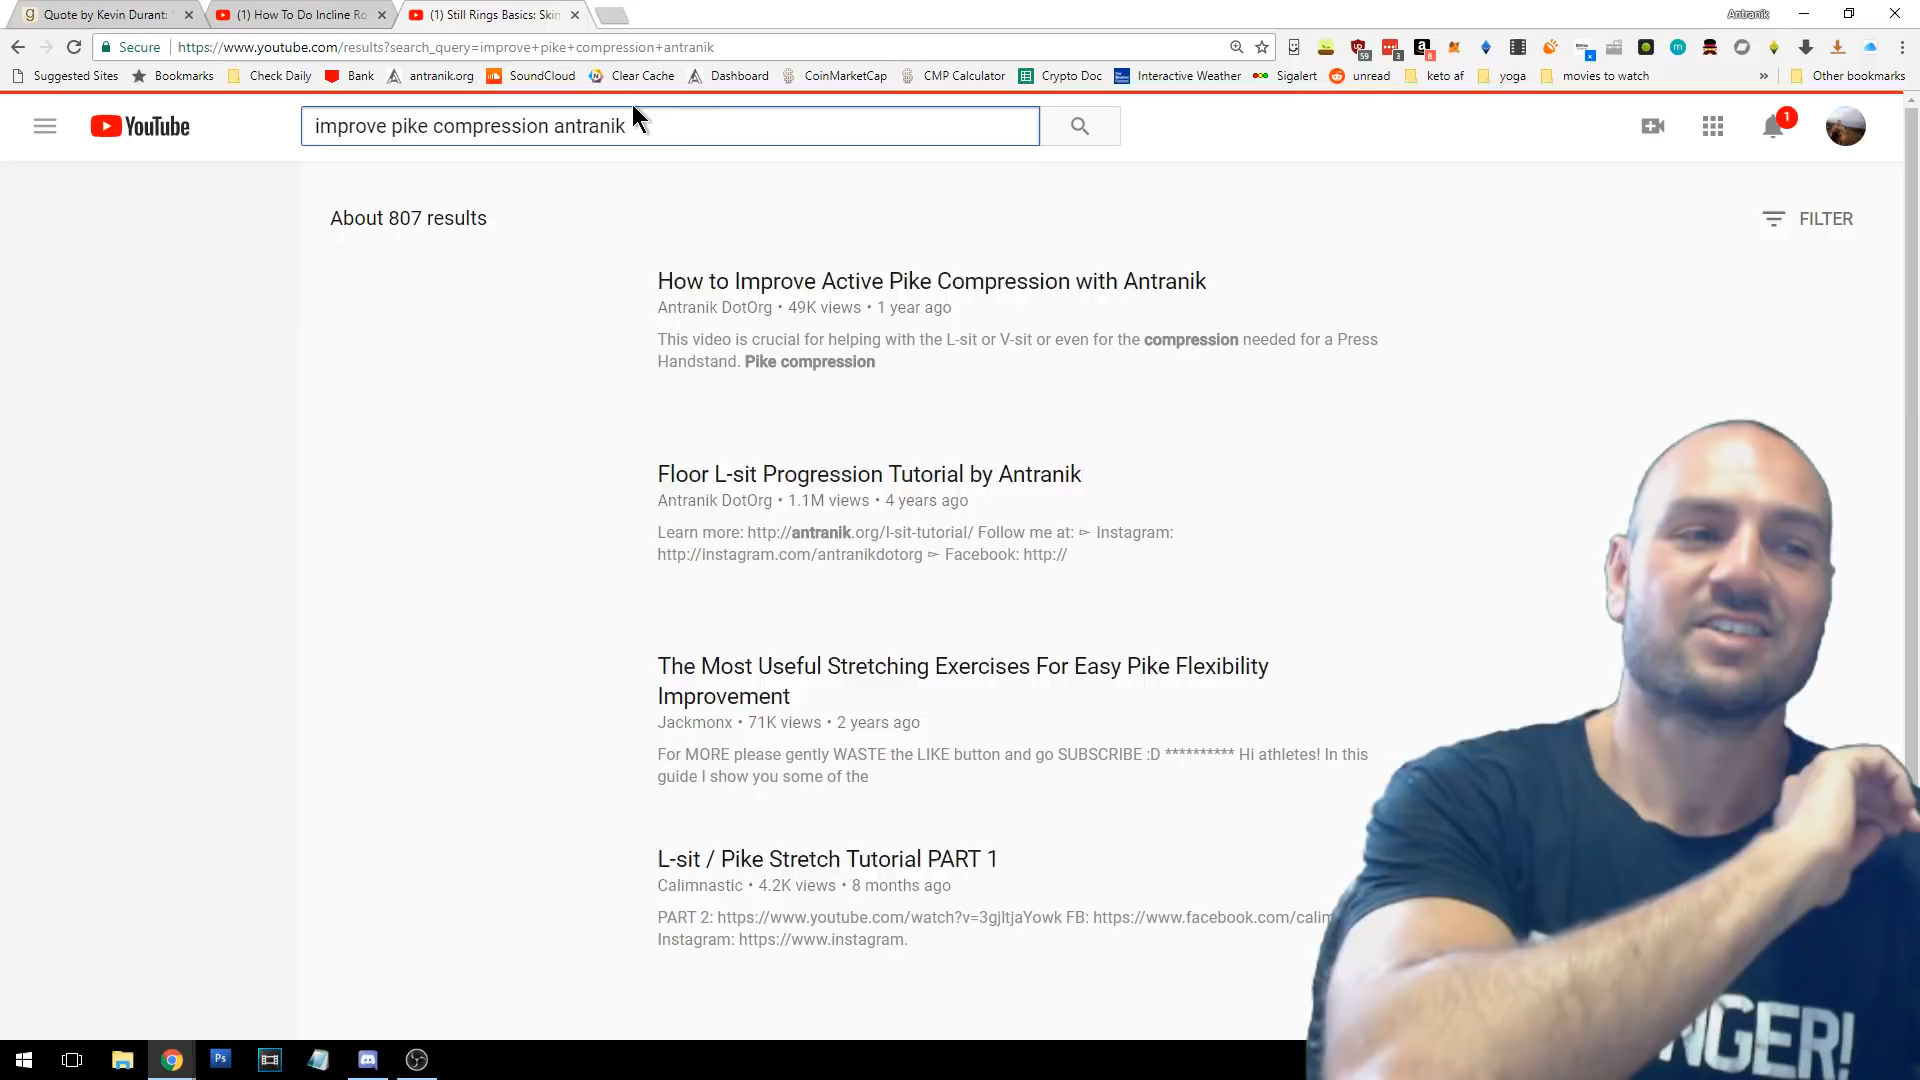 Quote by Kevin Durant:
(1) How To Do Incline Ro
(1) Still Rings Basics: Skin
Antranik
Secure
https://www.youtube.com/results?search_query=improve+pike+compression+antranik
59
3
8
Suggested Sites
Bookmarks
Check Daily
Bank
antranik.org
SoundCloud
Clear Cache
Dashboard
CoinMarketCap
CMP Calculator
Crypto Doc
Interactive Weather
Sigalert
unread
keto af
yoga
movies to watch
»
Other bookmarks
YouTube
improve pike compression antranik
1
About 807 results
FILTER
How to Improve Active Pike Compression with Antranik
Antranik DotOrg • 49K views • 1 year ago
This video is crucial for helping with the L-sit or V-sit or even for the compression needed for a Press
Handstand. Pike compression
Floor L-sit Progression Tutorial by Antranik
Antranik DotOrg • 1.1M views • 4 years ago
Learn more: http://antranik.org/l-sit-tutorial/ Follow me at: ► Instagram:
http://instagram.com/antranikdotorg ► Facebook: http://
The Most Useful Stretching Exercises For Easy Pike Flexibility
Improvement
Jackmonx • 71K views • 2 years ago
For MORE please gently WASTE the LIKE button and go SUBSCRIBE :D ********** Hi athletes! In this
guide I show you some of the
L-sit / Pike Stretch Tutorial PART 1
Calimnastic • 4.2K views • 8 months ago
PART 2: https://www.youtube.com/watch?v=3gjltjaYowk FB: https://www.facebook.com/calim
Instagram: https://www.instagram.
NGER!
Ps